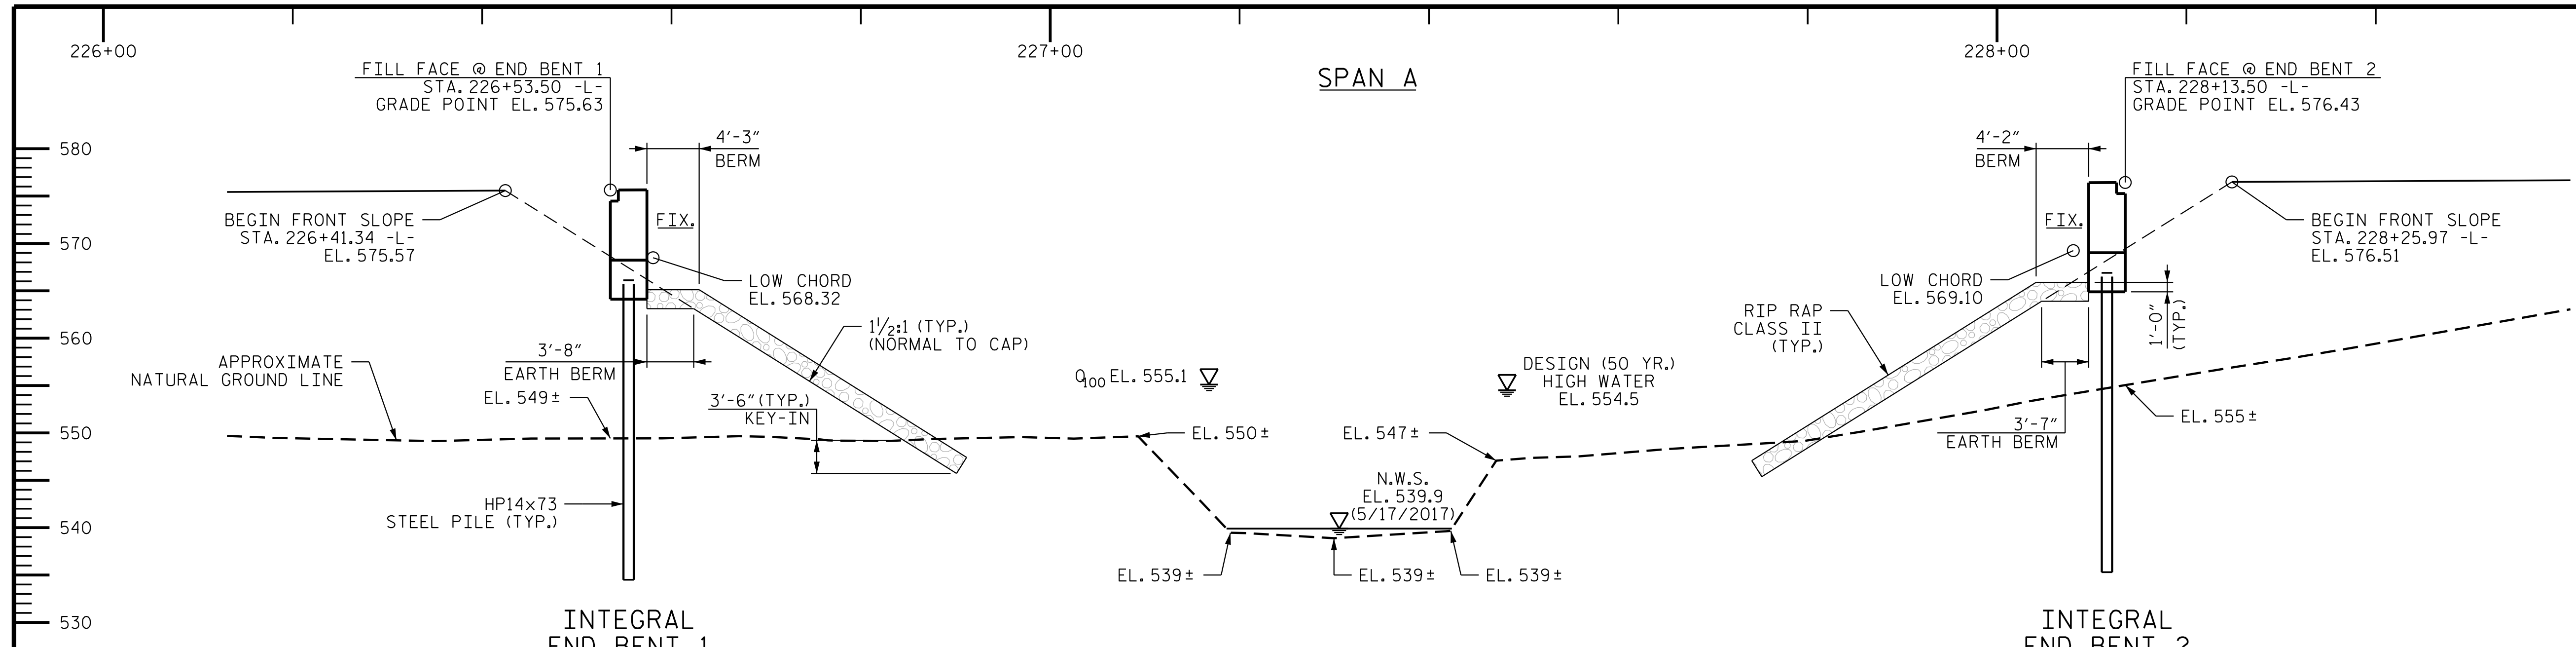 226+00
227+00
228+00
SPAN A
FILL FACE @ END BENT 1
STA. 226+53.50 -L-
GRADE POINT EL. 575.63
FILL FACE @ END BENT 2
STA. 228+13.50 -L-
GRADE POINT EL. 576.43
580
570
560
550
540
530
4'-3"
BERM
4'-2"
BERM
BEGIN FRONT SLOPE
STA. 226+41.34 -L-
EL. 575.57
FIX.
LOW CHORD
EL. 568.32
FIX.
BEGIN FRONT SLOPE
STA. 228+25.97 -L-
EL. 576.51
LOW CHORD
EL. 569.10
1'-0"
(TYP.)
1½:1 (TYP.)
(NORMAL TO CAP)
RIP RAP
CLASS II
(TYP.)
APPROXIMATE
NATURAL GROUND LINE
3'-8"
EARTH BERM
EL. 549±
3'-6" (TYP.)
KEY-IN
Q100 EL. 555.1
DESIGN (50 YR.)
HIGH WATER
EL. 554.5
EL. 550±
EL. 547±
3'-7"
EARTH BERM
EL. 555±
N.W.S.
EL. 539.9
(5/17/2017)
HP14x73
STEEL PILE (TYP.)
EL. 539±
EL. 539±
EL. 539±
INTEGRAL
END BENT 1
INTEGRAL
END BENT 2